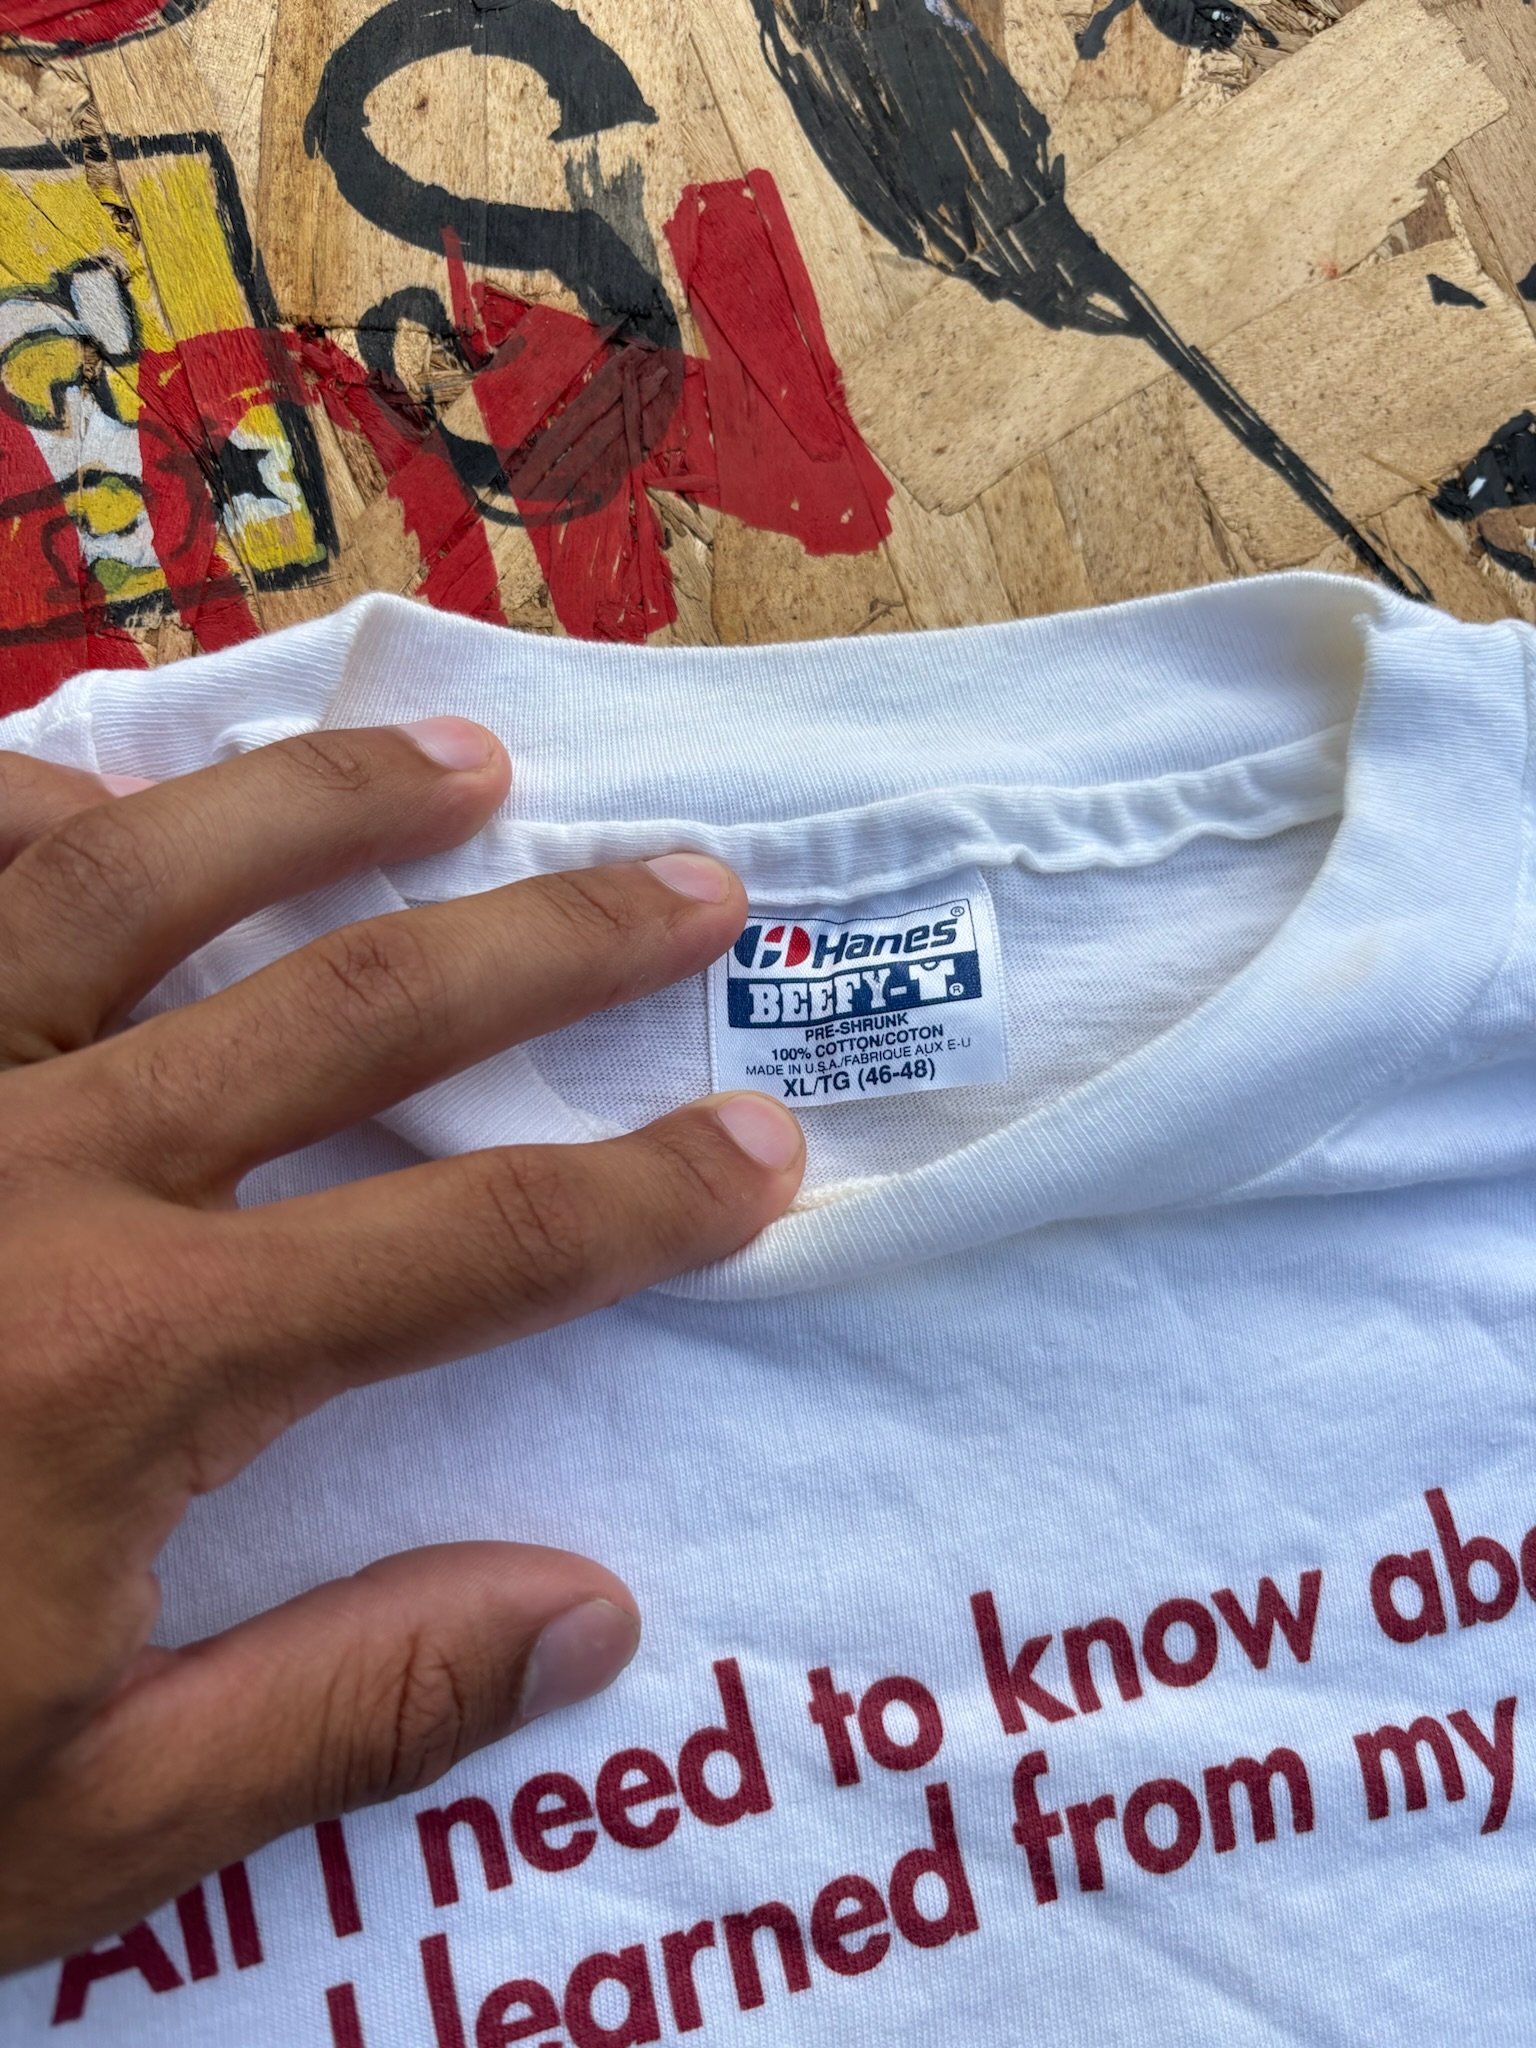 Hanes®
BEEFY-T®
PRE-SHRUNK
100% COTTON/COTON
MADE IN U.S.A./FABRIQUE AUX E-U
XL/TG (46-48)
All I need to know
I learned from my